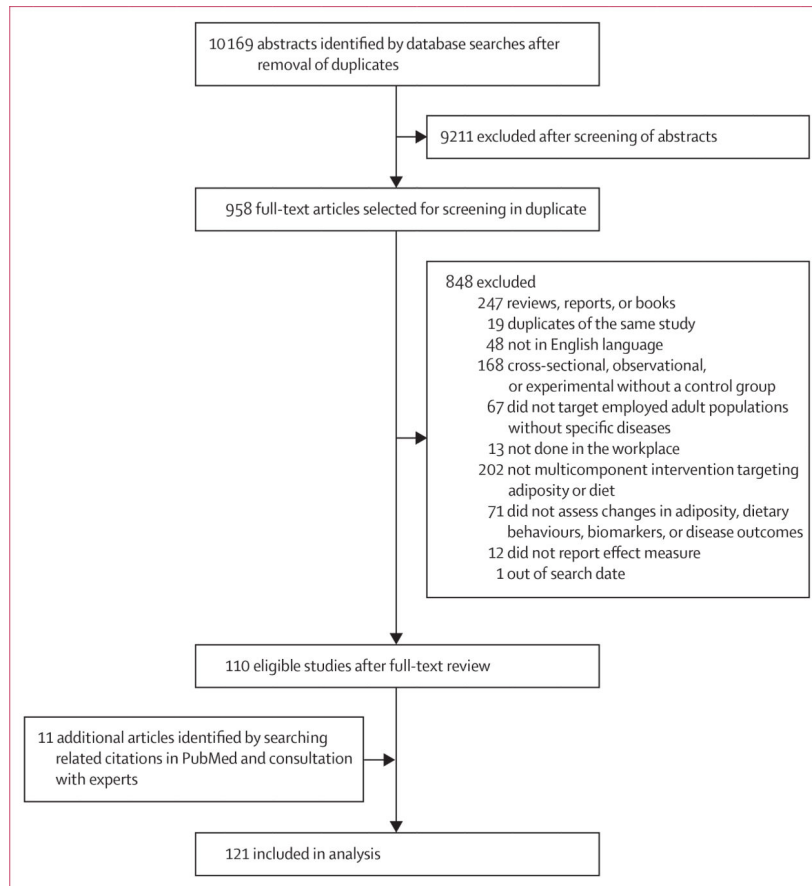 10 169 abstracts identified by database searches after
removal of duplicates
9211 excluded after screening of abstracts
958 full-text articles selected for screening in duplicate
848 excluded
247 reviews, reports, or books
19 duplicates of the same study
48 not in English language
168 cross-sectional, observational,
or experimental without a control group
67 did not target employed adult populations
without specific diseases
13 not done in the workplace
202 not multicomponent intervention targeting
adiposity or diet
71 did not assess changes in adiposity, dietary
behaviours, biomarkers, or disease outcomes
12 did not report effect measure
1 out of search date
110 eligible studies after full-text review
11 additional articles identified by searching
related citations in PubMed and consultation
with experts
121 included in analysis